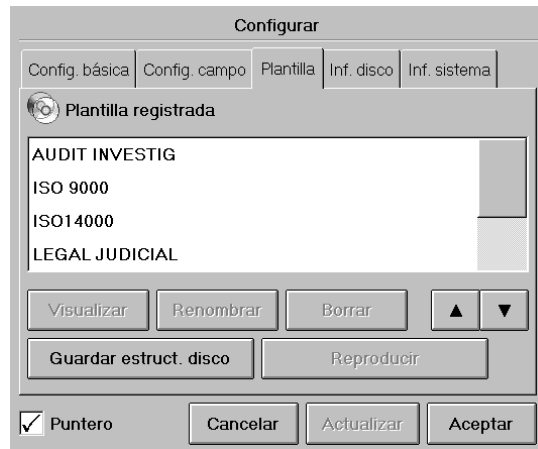 Configurar
Config. básica Config. campo Plantilla Inf. disco Inf. sistema
Plantilla registrada
AUDIT INVESTIG
ISO 9000
ISO14000
LEGAL JUDICIAL
Visualizar Renombrar Borrar ▲ ▼
Guardar estruct. disco Reproducir
Puntero Cancelar Actualizar Aceptar